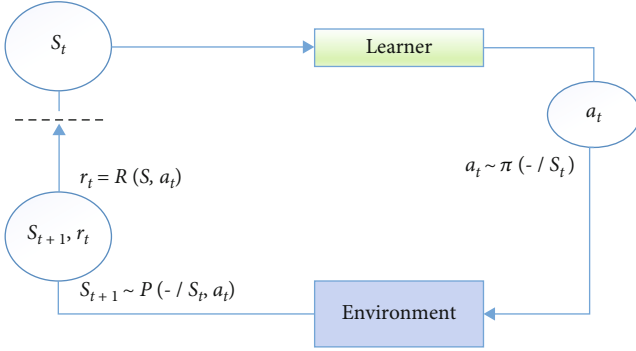 S_t
Learner
a_t
a_t ~ π (- / S_t)
r_t = R (S, a_t)
S_{t+1}, r_t
S_{t+1} ~ P (- / S_t, a_t)
Environment